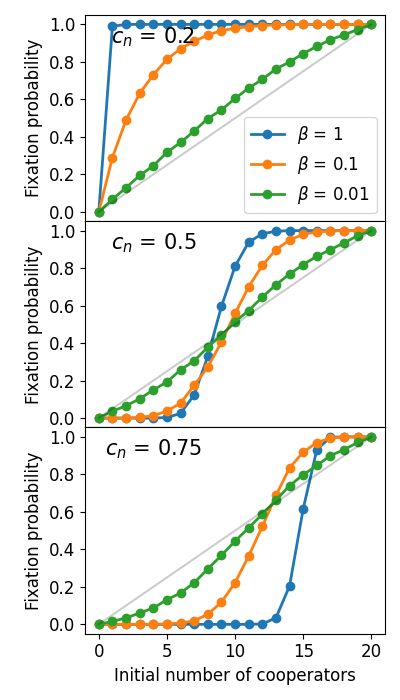 1.0
0.8
0.6
0.4
0.2
0.0
Fixation probability
cₙ = 0.2
β = 1
β = 0.1
β = 0.01
1.0
0.8
0.6
0.4
0.2
0.0
Fixation probability
cₙ = 0.5
1.0
0.8
0.6
0.4
0.2
0.0
Fixation probability
cₙ = 0.75
0 5 10 15 20
Initial number of cooperators